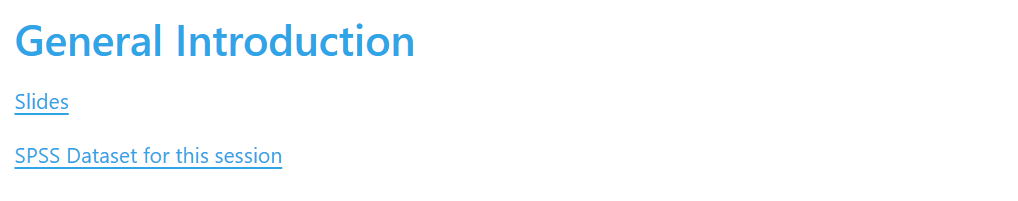 General Introduction
Slides
SPSS Dataset for this session